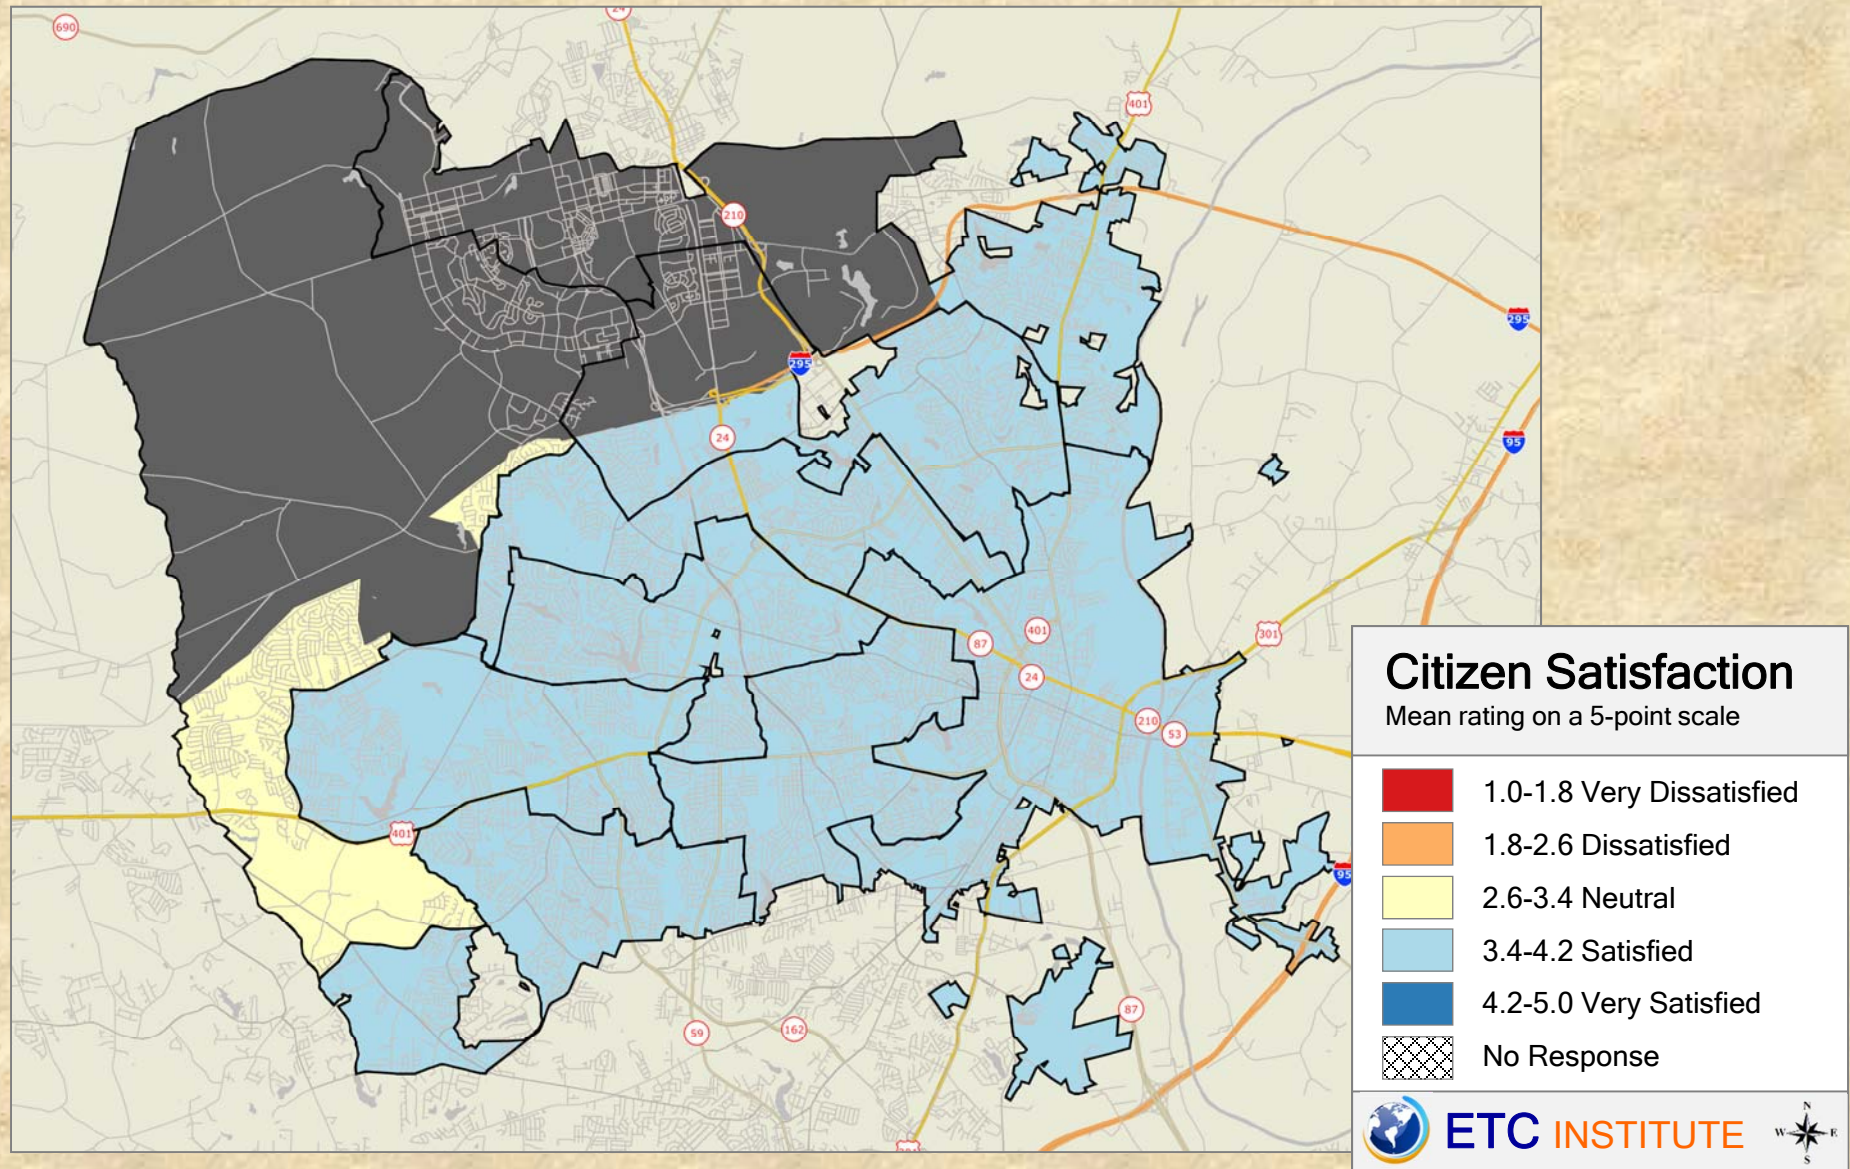 24
690
401
210
295
295
24
95
87
401
24
301
210
53
401
95
59
162
87
Citizen Satisfaction
Mean rating on a 5-point scale
1.0-1.8 Very Dissatisfied
1.8-2.6 Dissatisfied
2.6-3.4 Neutral
3.4-4.2 Satisfied
4.2-5.0 Very Satisfied
No Response
ETC INSTITUTE
N
W E
S